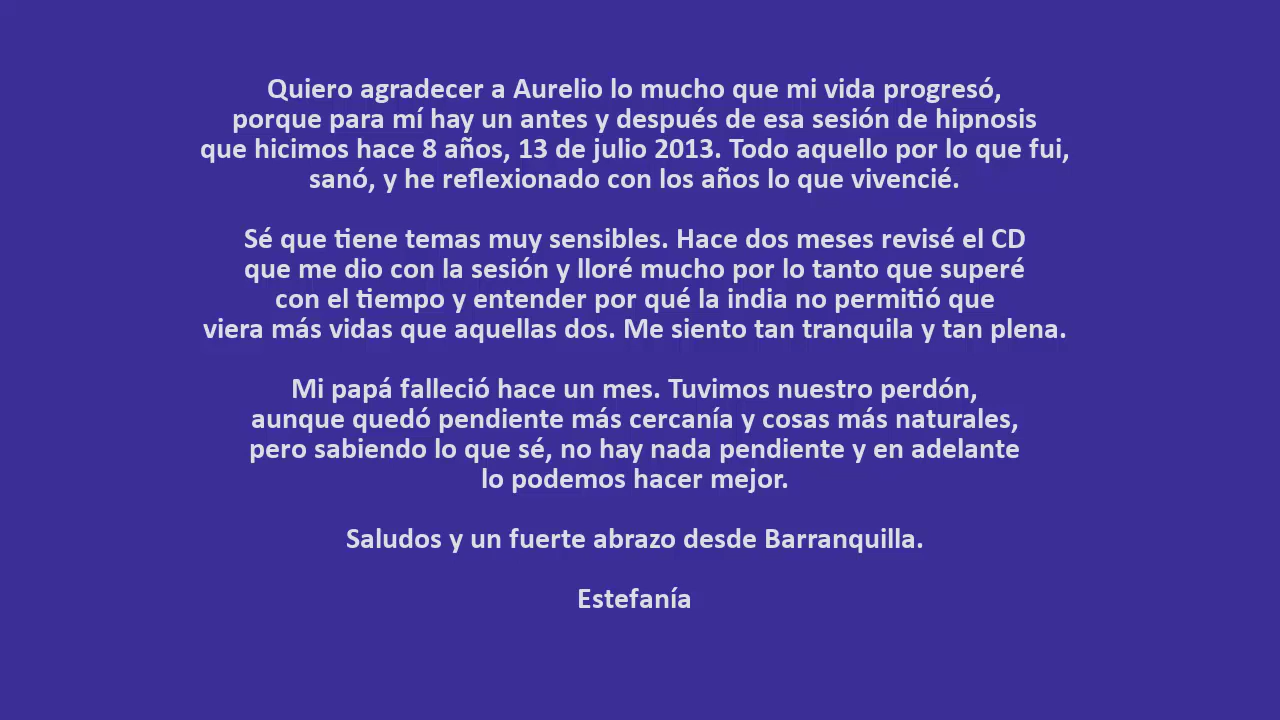 Quiero agradecer a Aurelio lo mucho que mi vida progresó,
porque para mí hay un antes y después de esa sesión de hipnosis
que hicimos hace 8 años, 13 de julio 2013. Todo aquello por lo que fui,
sanó, y he reflexionado con los años lo que vivencié.
Sé que tiene temas muy sensibles. Hace dos meses revisé el CD
que me dio con la sesión y lloré mucho por lo tanto que superé
con el tiempo y entender por qué la india no permitió que
viera más vidas que aquellas dos. Me siento tan tranquila y tan plena.
Mi papá falleció hace un mes. Tuvimos nuestro perdón,
aunque quedó pendiente más cercanía y cosas más naturales,
pero sabiendo lo que sé, no hay nada pendiente y en adelante
lo podemos hacer mejor.
Saludos y un fuerte abrazo desde Barranquilla.
Estefanía